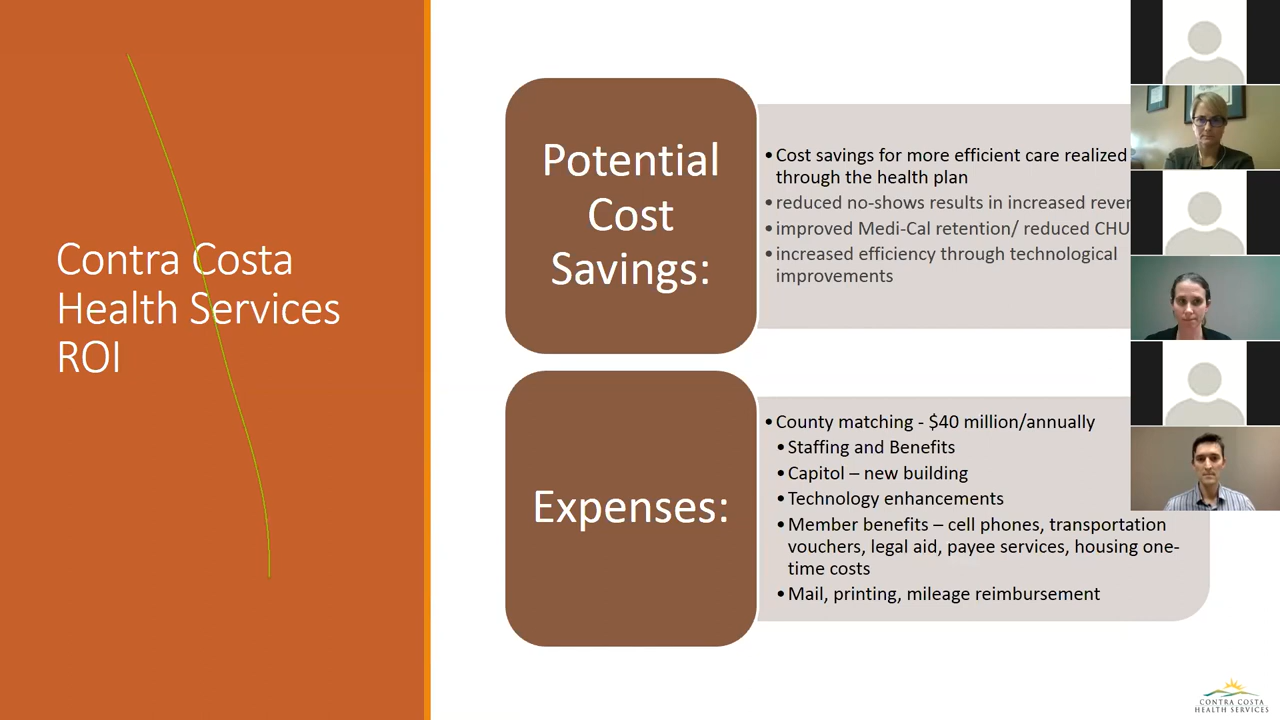 Contra Costa
Health Services
ROI
Potential
Cost
Savings:
•Cost savings for more efficient care realized
through the health plan
•reduced no-shows results in increased
•improved Medi-Cal retention/ reduced
•increased efficiency through technological
improvements
Expenses:
•County matching - $40 million/annually
•Staffing and Benefits
•Capitol – new building
•Technology enhancements
•Member benefits – cell phones, transportation
vouchers, legal aid, payee services, housing one-
time costs
•Mail, printing, mileage reimbursement
CONTRA COSTA
HEALTH SERVICES